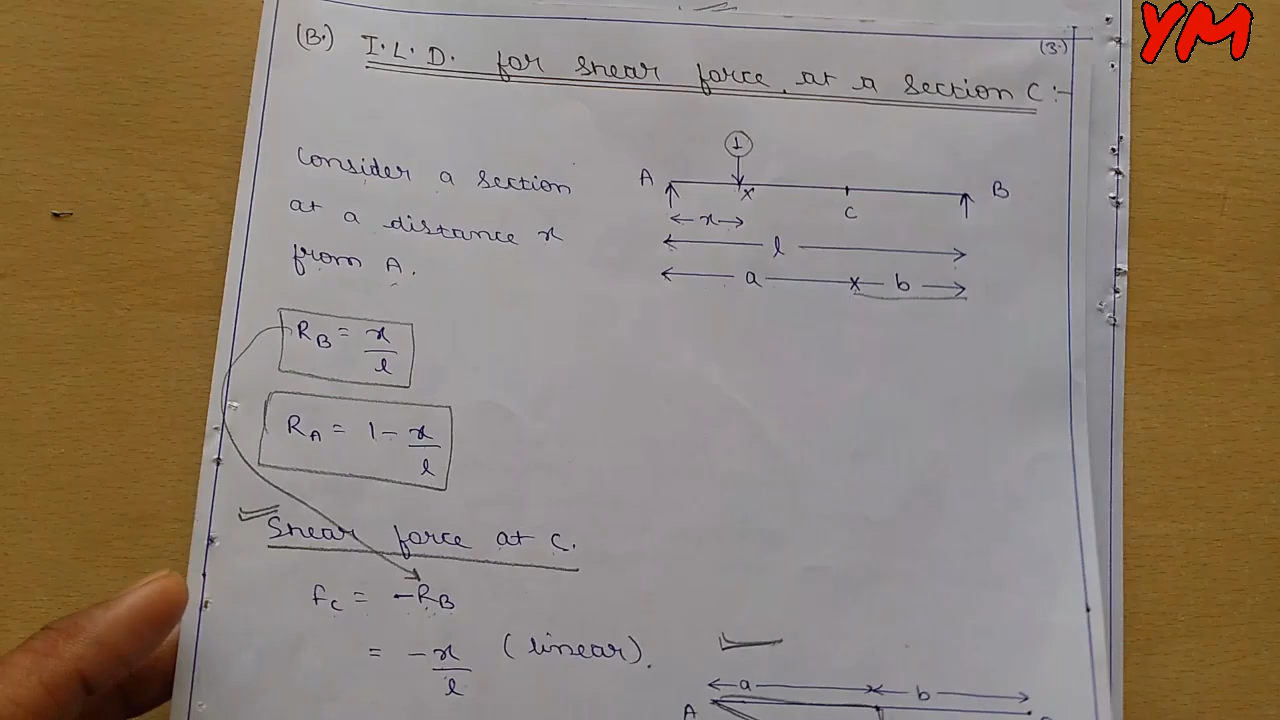 YM
(3.)
(B.) I.L.D. for shear force at a section C:-
Consider a section
at a distance x
from A.
1
A x C B
x
l
a b
R_B = x/l
R_A = 1 - x/l
Shear force at C.
F_C = -R_B
= -x/l (linear).
a b
A